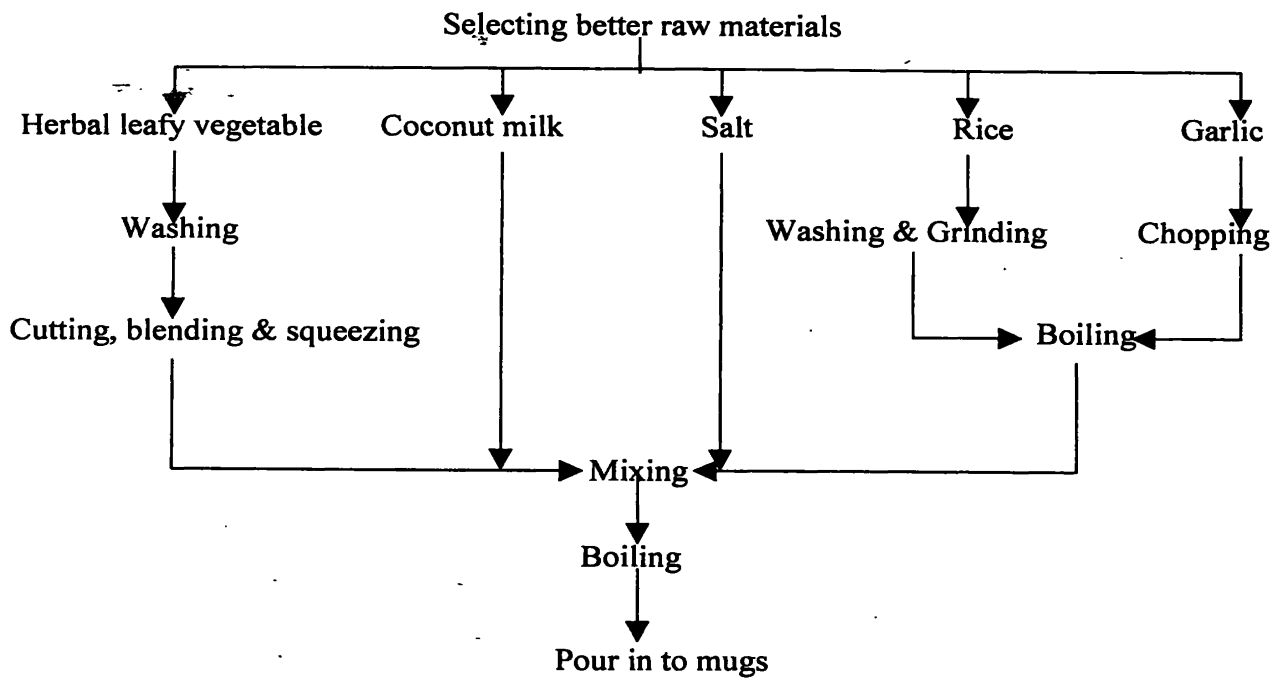 Selecting better raw materials
Herbal leafy vegetable Coconut milk Salt Rice Garlic
Washing Washing & Grinding Chopping
Cutting, blending & squeezing Boiling
Mixing
Boiling
Pour in to mugs